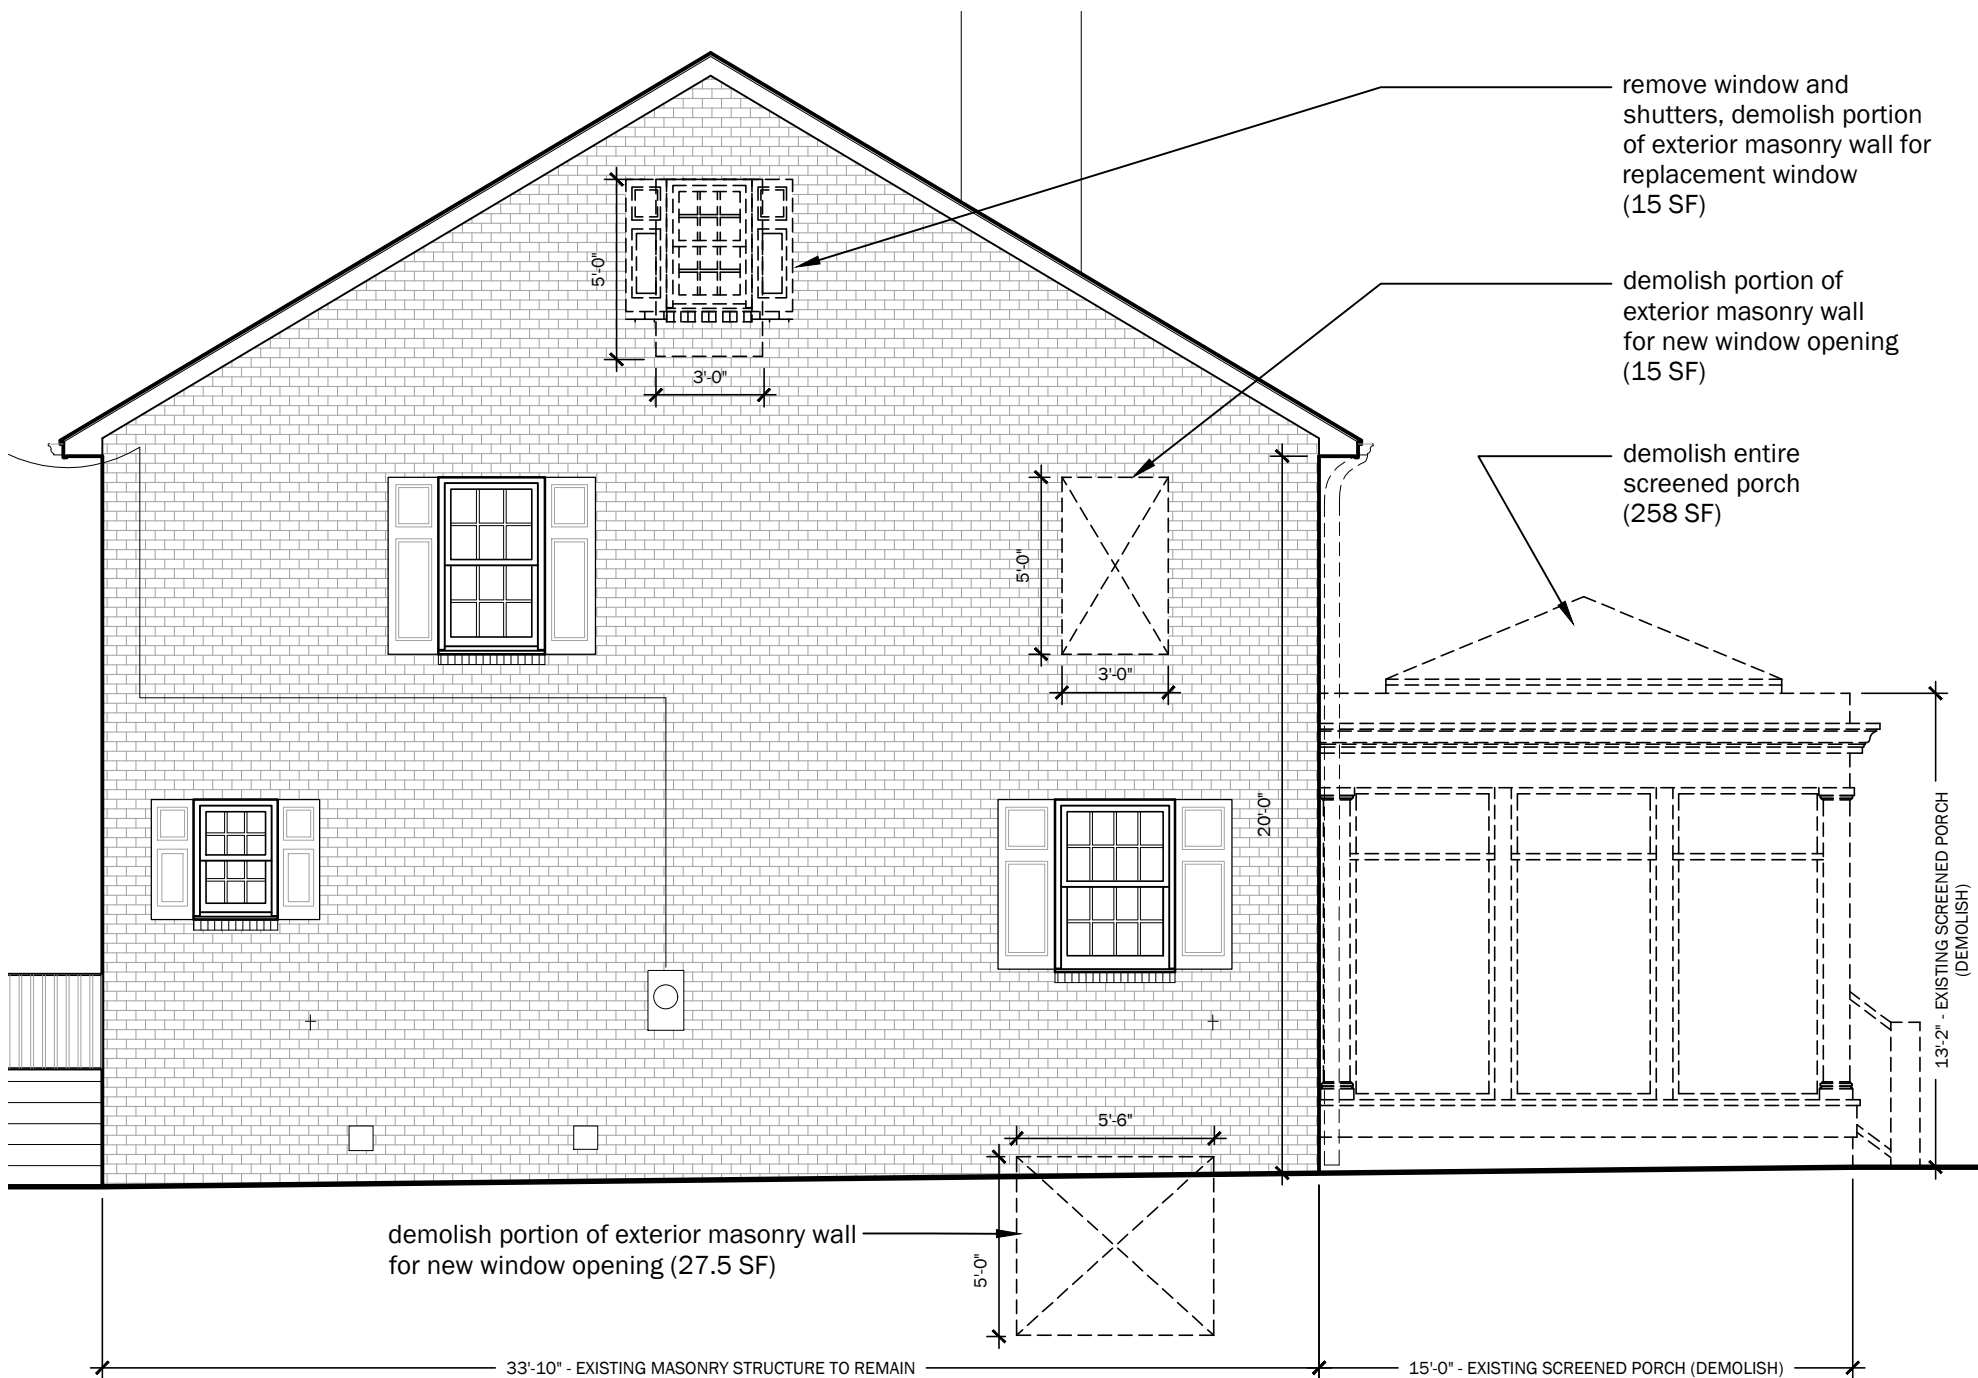 remove window and
shutters, demolish portion
of exterior masonry wall for
replacement window
(15 SF)
5'-0"
3'-0"
demolish portion of
exterior masonry wall
for new window opening
(15 SF)
demolish entire
screened porch
(258 SF)
5'-0"
3'-0"
20'-0"
13'-2" - EXISTING SCREENED PORCH
(DEMOLISH)
5'-6"
demolish portion of exterior masonry wall
for new window opening (27.5 SF)
5'-0"
33'-10" - EXISTING MASONRY STRUCTURE TO REMAIN
15'-0" - EXISTING SCREENED PORCH (DEMOLISH)